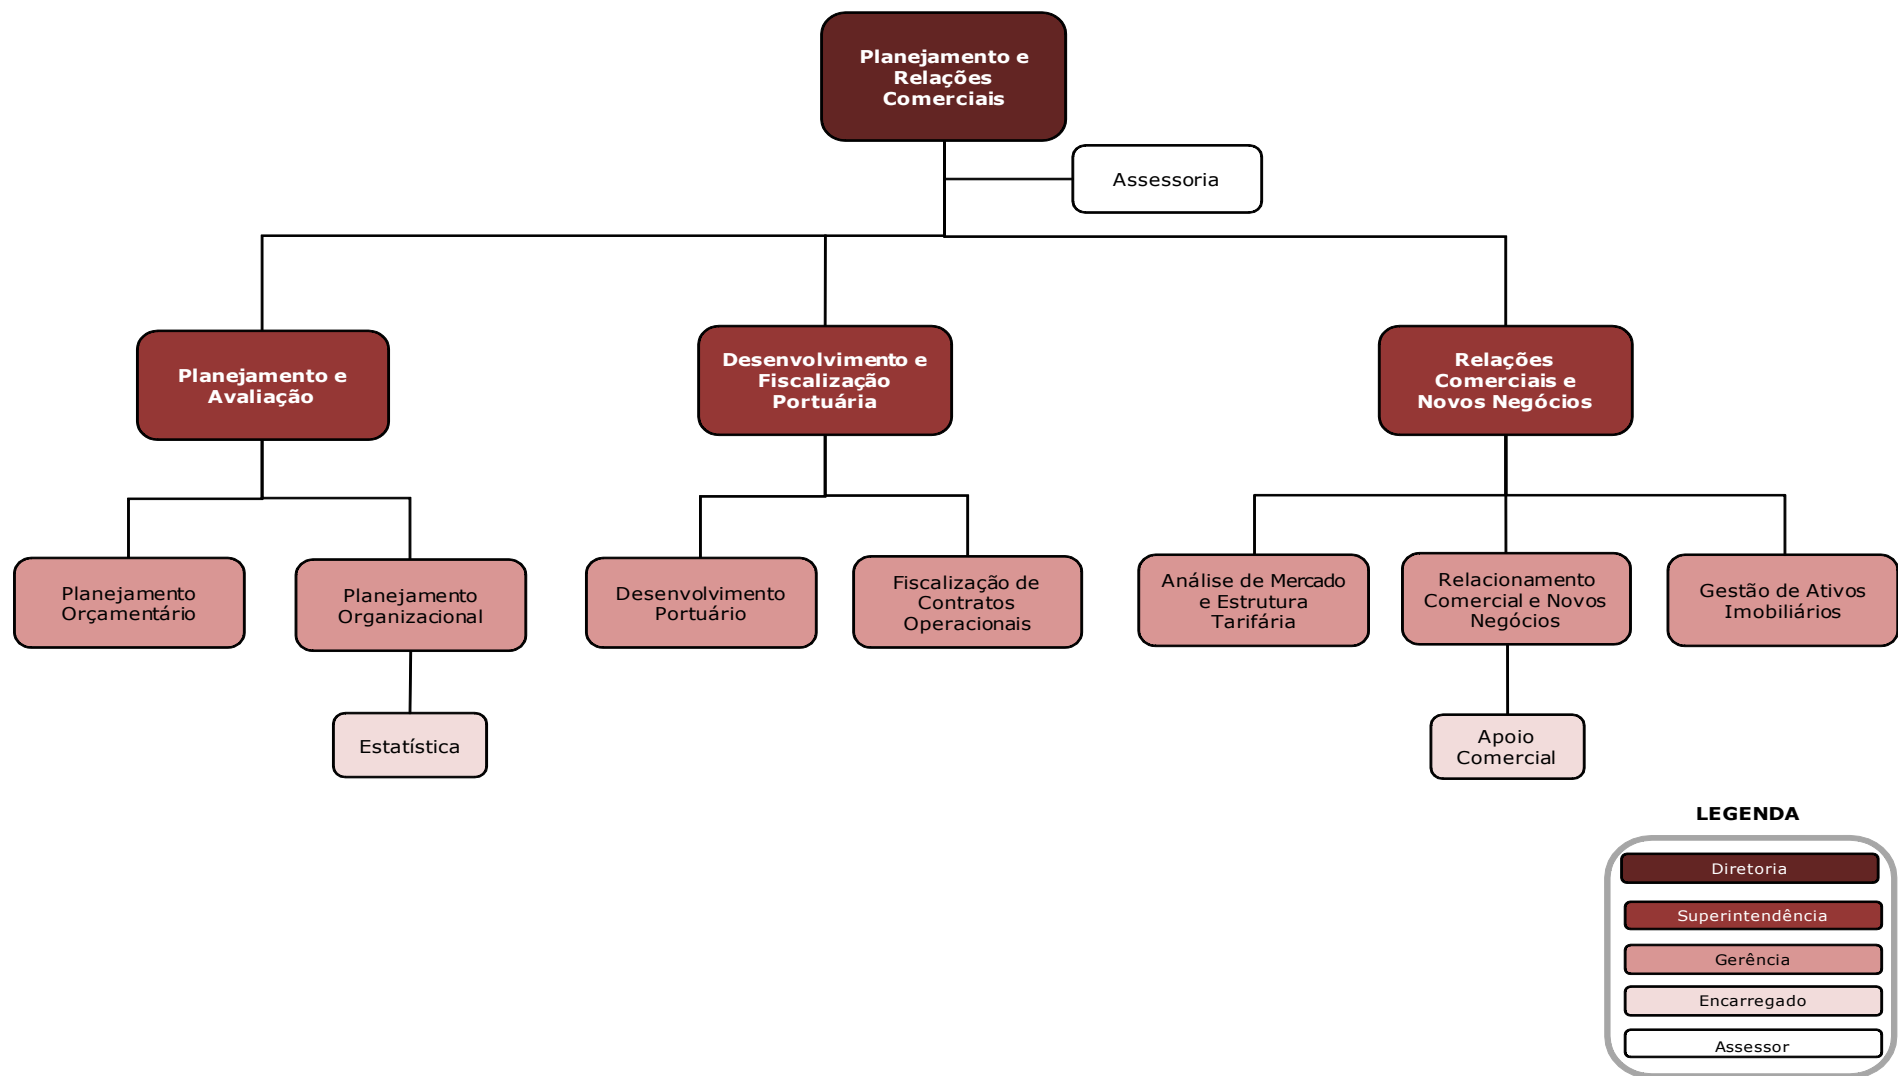 Planejamento e
Relações
Comerciais
Assessoria
Planejamento e
Avaliação
Desenvolvimento e
Fiscalização
Portuária
Relações
Comerciais e
Novos Negócios
Planejamento
Orçamentário
Planejamento
Organizacional
Desenvolvimento
Portuário
Fiscalização de
Contratos
Operacionais
Análise de Mercado
e Estrutura
Tarifária
Relacionamento
Comercial e Novos
Negócios
Gestão de Ativos
Imobiliários
Estatística
Apoio
Comercial
LEGENDA
Diretoria
Superintendência
Gerência
Encarregado
Assessor